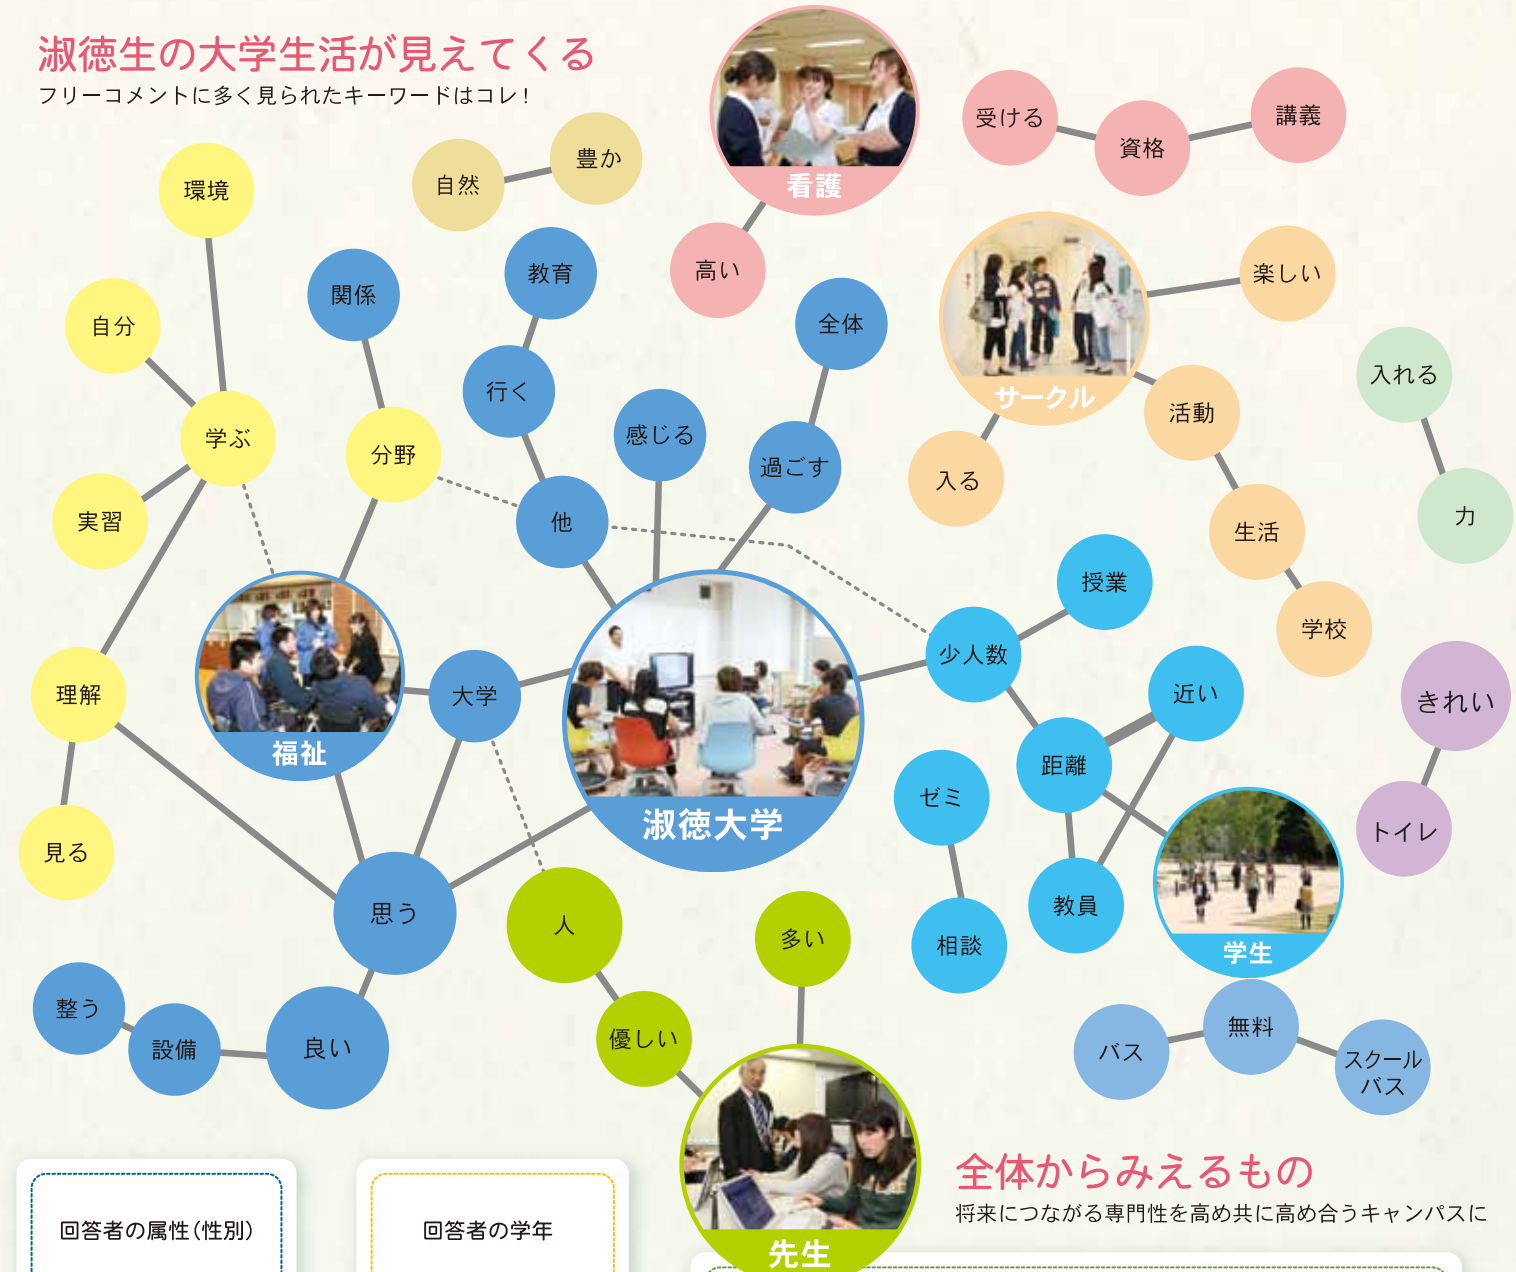 淑徳生の大学生活が見えてくる
フリーコメントに多く見られたキーワードはコレ！
看護
受ける
資格
講義
環境
自然
豊か
高い
関係
教育
全体
楽しい
自分
行く
サークル
入れる
学ぶ
分野
感じる
過ごす
活動
入る
実習
他
生活
力
授業
少人数
学校
理解
福祉
大学
淑徳大学
近い
きれい
距離
ゼミ
トイレ
見る
思う
人
多い
相談
教員
学生
整う
設備
良い
優しい
バス
無料
スクール
バス
先生
全体からみえるもの
将来につながる専門性を高め共に高め合うキャンパスに
回答者の属性（性別）
回答者の学年